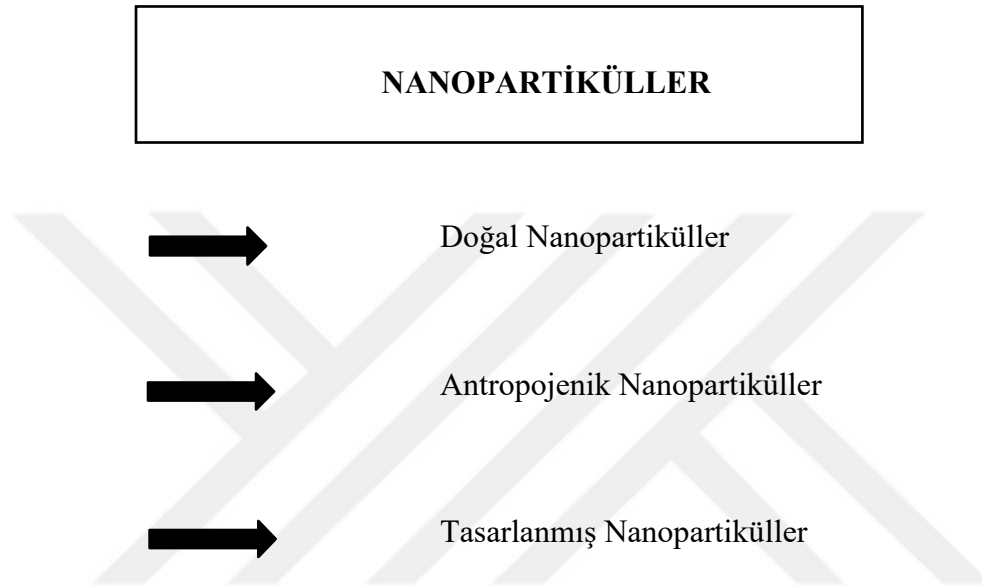 NANOPARTİKÜLLER
Doğal Nanopartiküller
Antropojenik Nanopartiküller
Tasarlanmış Nanopartiküller